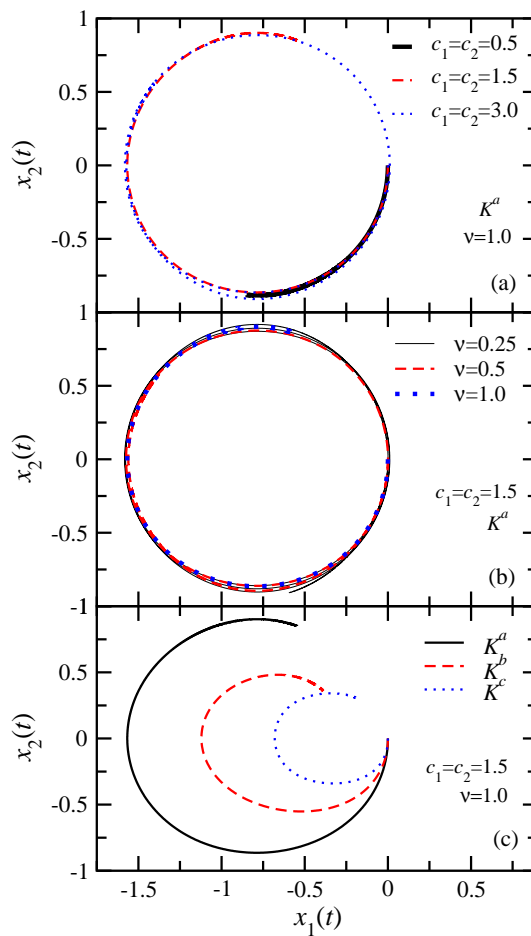 1
c₁=c₂=0.5
c₁=c₂=1.5
c₁=c₂=3.0
0.5
0
-0.5
x₂(t)
Kᵃ
ν=1.0
(a)
1
ν=0.25
ν=0.5
ν=1.0
0.5
0
-0.5
x₂(t)
c₁=c₂=1.5
Kᵃ
(b)
-1
1
Kᵃ
Kᵇ
Kᶜ
0.5
0
-0.5
-1
x₂(t)
c₁=c₂=1.5
ν=1.0
(c)
-1.5 -1 -0.5 0 0.5
x₁(t)